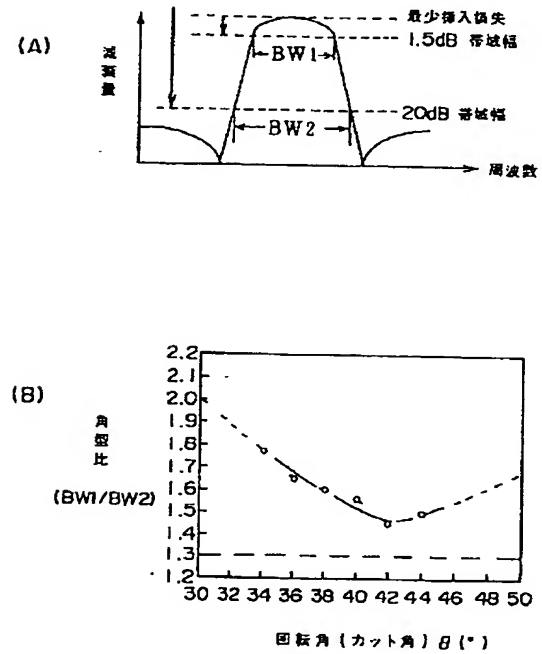 (A)
減衰量
最少挿入損失
1.5dB 帯域幅
BW1
20dB 帯域幅
BW2
周波数
(B)
角型比
(BW1/BW2)
2.2
2.1
2.0
1.9
1.8
1.7
1.6
1.5
1.4
1.3
1.2
30 32 34 36 38 40 42 44 46 48 50
回転角(カット角)θ(°)